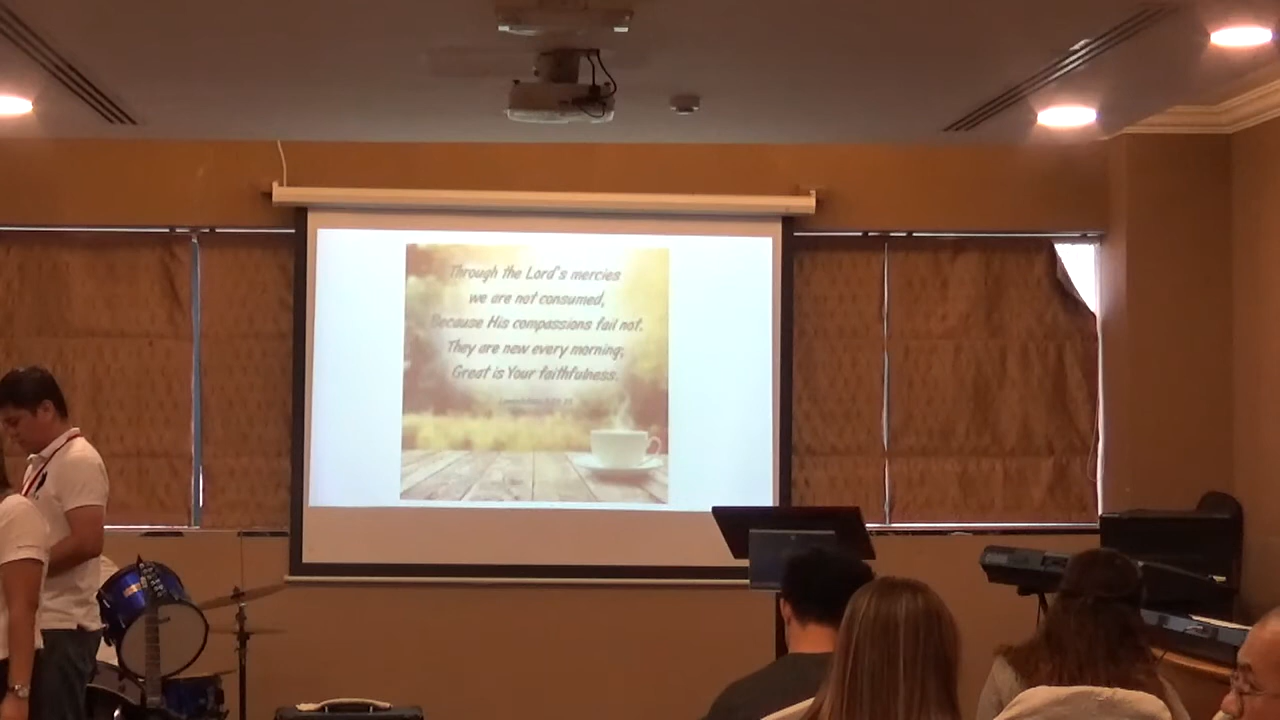 Through the Lord's mercies
we are not consumed,
Because His compassions fail not.
They are new every morning;
Great is Your faithfulness.